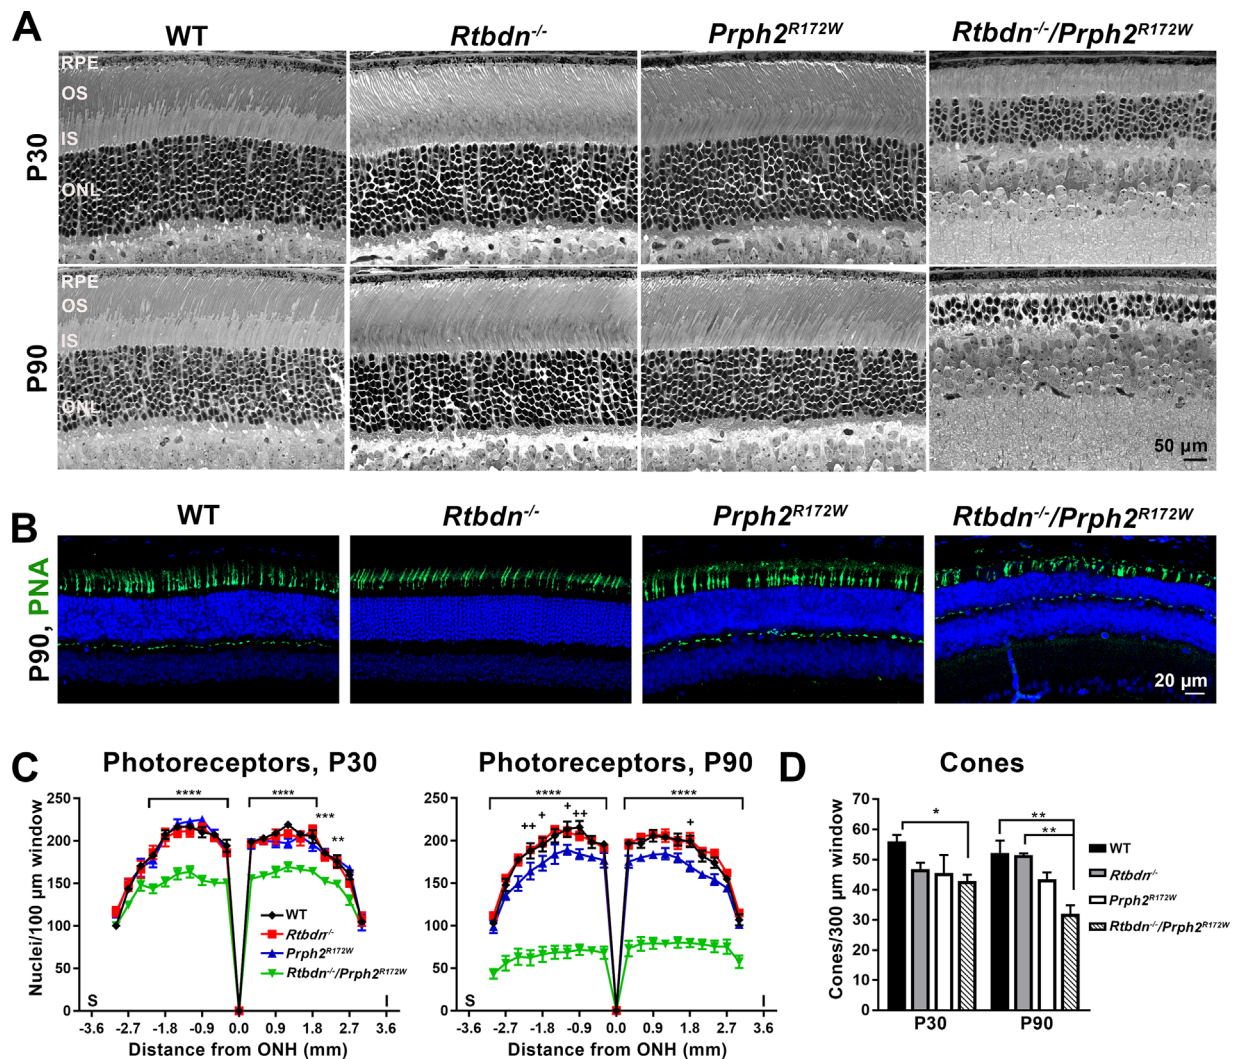 A
WT
Rtbdn-/-
Prph2R172W
Rtbdn-/-/Prph2R172W
P30
RPE
OS
IS
ONL
P90
RPE
OS
IS
ONL
50 µm
B
WT
Rtbdn-/-
Prph2R172W
Rtbdn-/-/Prph2R172W
P90, PNA
20 µm
C
Photoreceptors, P30
Nuclei/100 µm window
250
200
150
100
50
0
****
****
***
**
WT
Rtbdn-/-
Prph2R172W
Rtbdn-/-/Prph2R172W
S
I
-3.6 -2.7 -1.8 -0.9 0.0 0.9 1.8 2.7 3.6
Distance from ONH (mm)
Photoreceptors, P90
250
200
150
100
50
0
****
****
++
+
+
++
+
S
I
-3.6 -2.7 -1.8 -0.9 0.0 0.9 1.8 2.7 3.6
Distance from ONH (mm)
D
Cones
Cones/300 µm window
70
60
50
40
30
20
10
0
*
**
**
P30
P90
WT
Rtbdn-/-
Prph2R172W
Rtbdn-/-/Prph2R172W